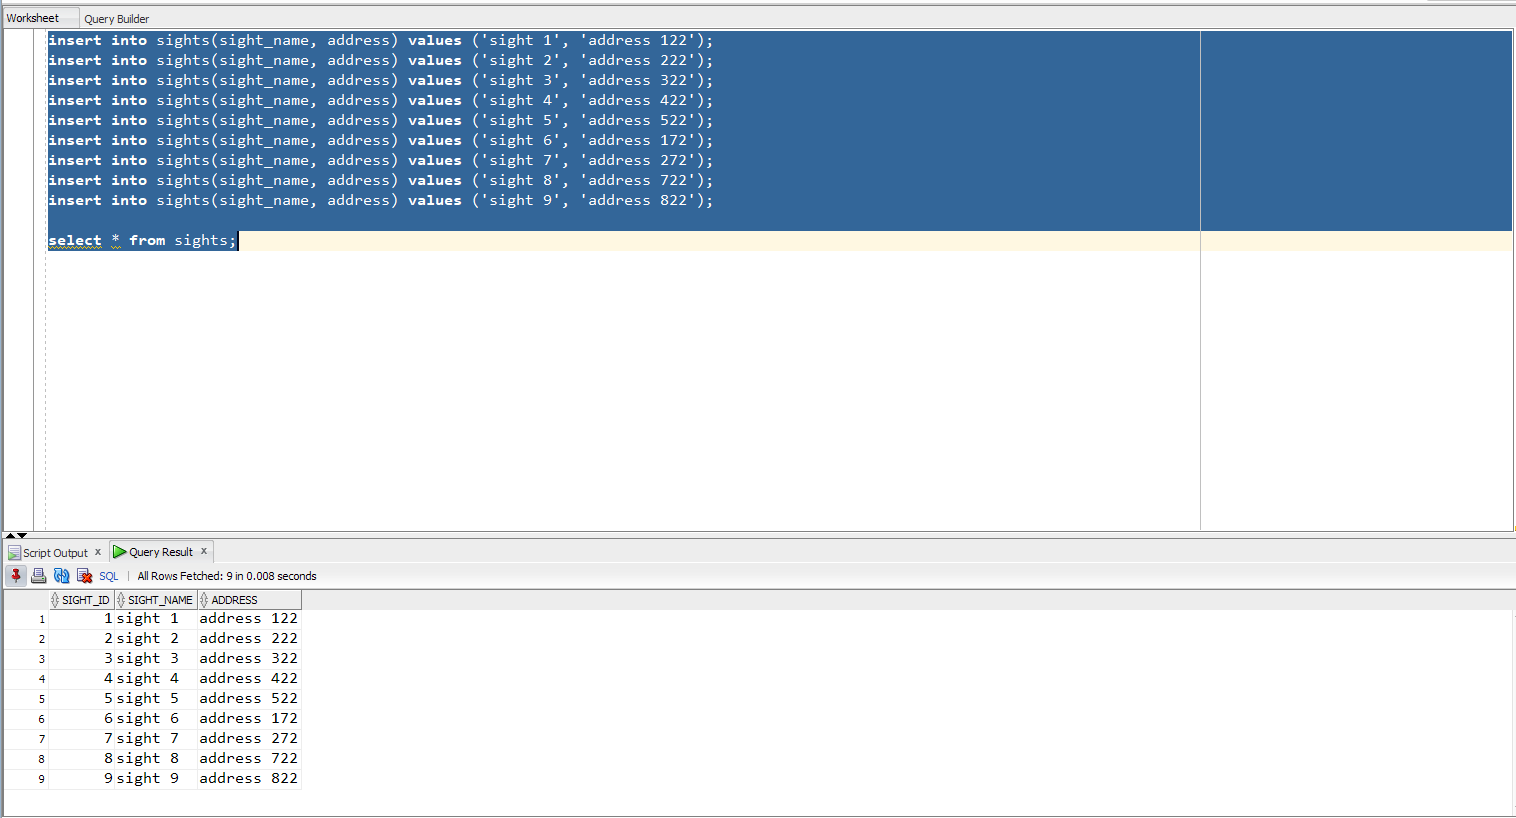 Worksheet Query Builder
insert into sights(sight_name, address) values ('sight 1', 'address 122');
insert into sights(sight_name, address) values ('sight 2', 'address 222');
insert into sights(sight_name, address) values ('sight 3', 'address 322');
insert into sights(sight_name, address) values ('sight 4', 'address 422');
insert into sights(sight_name, address) values ('sight 5', 'address 522');
insert into sights(sight_name, address) values ('sight 6', 'address 172');
insert into sights(sight_name, address) values ('sight 7', 'address 272');
insert into sights(sight_name, address) values ('sight 8', 'address 722');
insert into sights(sight_name, address) values ('sight 9', 'address 822');
select * from sights;
Script Output x Query Result x
SQL | All Rows Fetched: 9 in 0.008 seconds
SIGHT_ID SIGHT_NAME ADDRESS
1 1 sight 1 address 122
2 2 sight 2 address 222
3 3 sight 3 address 322
4 4 sight 4 address 422
5 5 sight 5 address 522
6 6 sight 6 address 172
7 7 sight 7 address 272
8 8 sight 8 address 722
9 9 sight 9 address 822